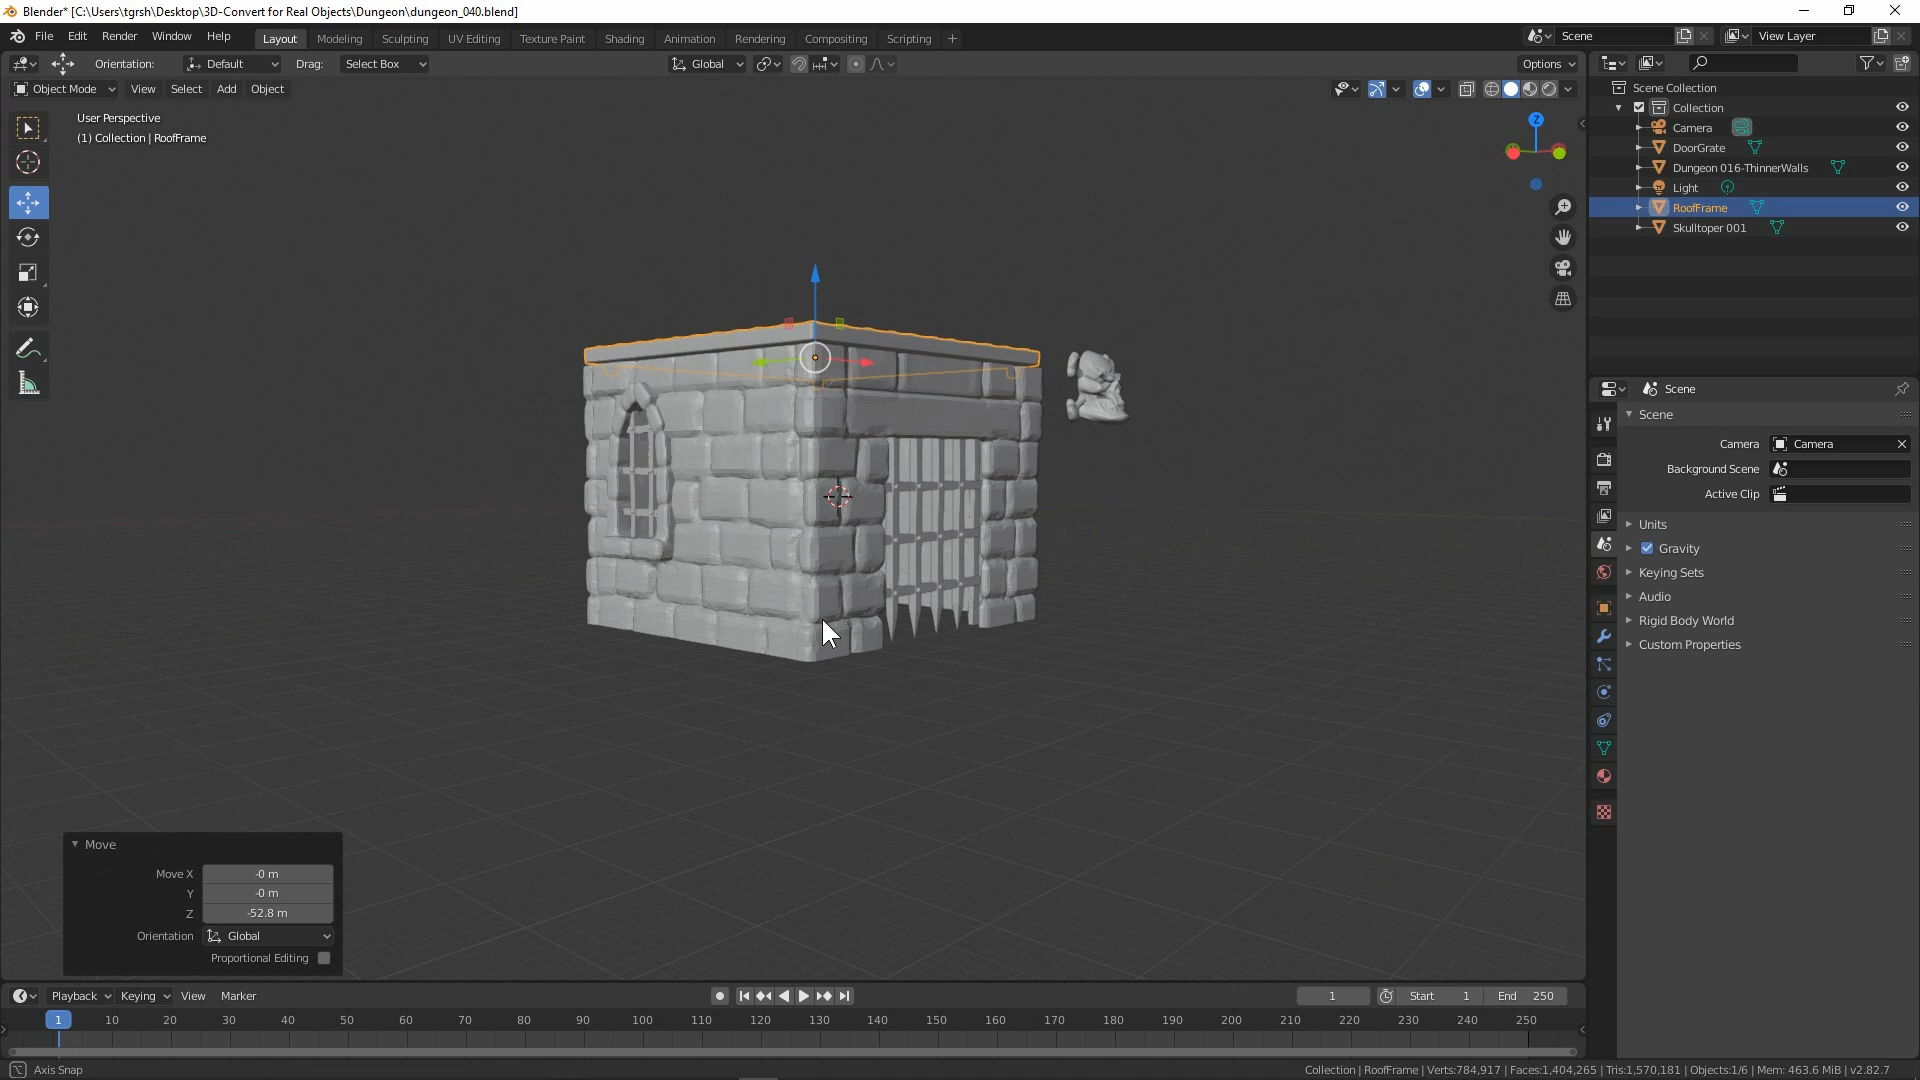 Blender* [C:\Users\tgrsh\Desktop\3D-Convert for Real Objects\Dungeon\dungeon_040.blend]
File Edit Render Window Help Layout Modeling Sculpting UV Editing Texture Paint Shading Animation Rendering Compositing Scripting + Scene View Layer
Orientation: Default Drag: Select Box Global Options
Object Mode View Select Add Object
User Perspective
(1) Collection | RoofFrame
Z
Scene Collection
Collection
Camera
DoorGrate
Dungeon 016-ThinnerWalls
Light
RoofFrame
Skulltoper 001
Scene
Scene
Camera Camera
Background Scene
Active Clip
Units
Gravity
Keying Sets
Audio
Rigid Body World
Custom Properties
Move
Move X -0 m
Y -0 m
Z -52.8 m
Orientation Global
Proportional Editing
Playback Keying View Marker 1 Start 1 End 250
1 10 20 30 40 50 60 70 80 90 100 110 120 130 140 150 160 170 180 190 200 210 220 230 240 250
Axis Snap
Collection | RoofFrame | Verts:784,917 | Faces:1,404,265 | Tris:1,570,181 | Objects:1/6 | Mem: 463.6 MiB | v2.82.7